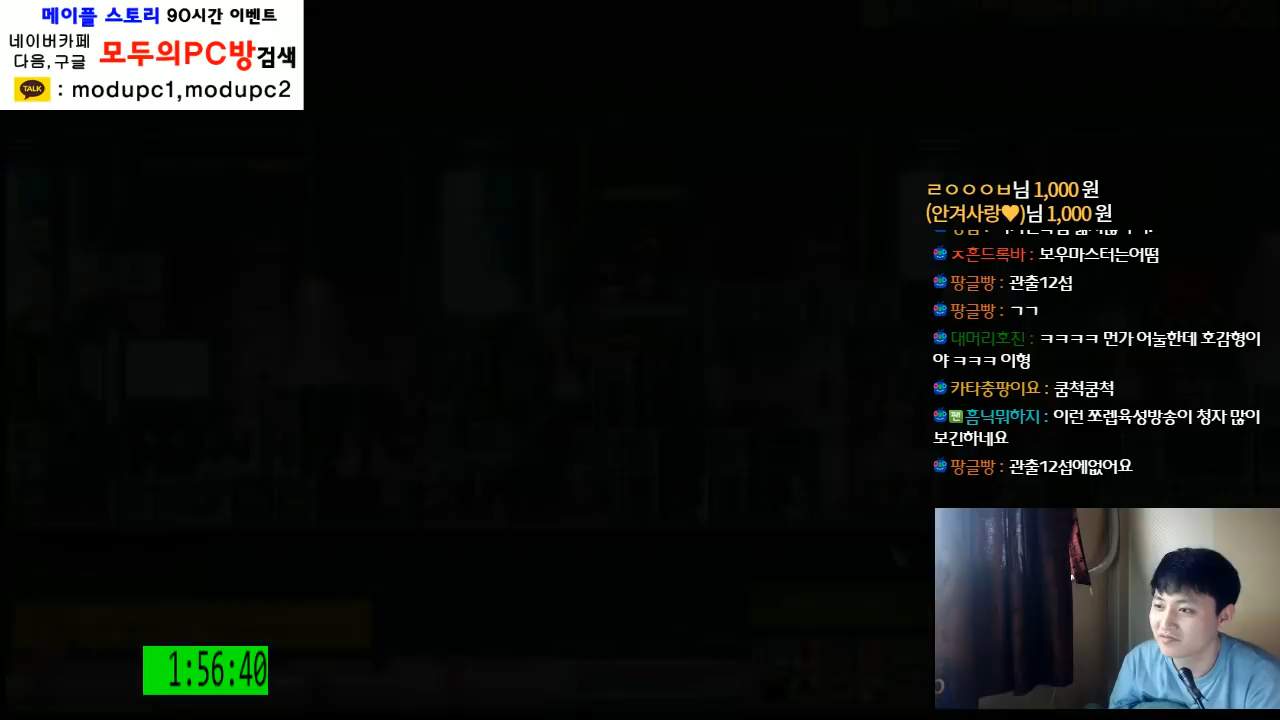 메이플 스토리 90시간 이벤트
네이버카페
다음,구글
모두의PC방검색
TALK : modupc1,modupc2
ㄹㅇㅇㅇㅂ님 1,000 원
(안겨사랑♥)님 1,000 원
ㅈ흔드록바 : 보우마스터는어떰
팡글빵 : 관출12섭
팡글빵 : ㄱㄱ
대머리호진 : ㅋㅋㅋㅋ 먼가 어눌한데 호감형이
야 ㅋㅋㅋ 이형
카타충팡이요 : 쿰척쿰척
팬 흠닉뭐하지 : 이런 쪼렙육성방송이 청자 많이
보긴하네요
팡글빵 : 관출12섭에없어요
1:56:40